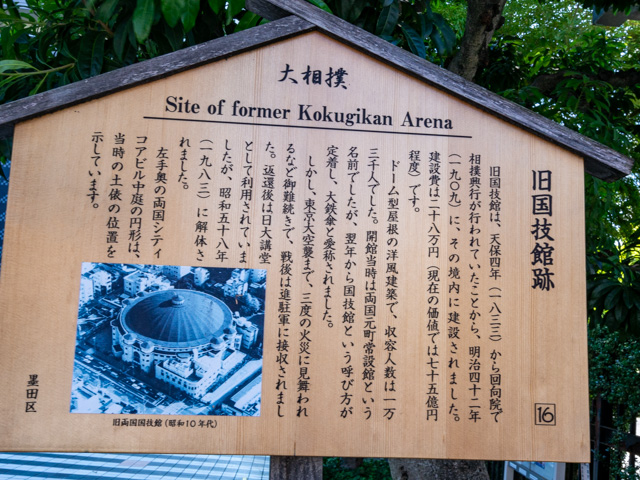 大相撲
Site of former Kokugikan Arena
旧国技館跡
旧国技館は、天保四年（一八三三）から回向院で
相撲興行が行われていたことから、明治四十二年
（一九〇九）に、その境内に建設されました。
建設費は二十八万円（現在の価値では七十五億円
程度）です。
ドーム型屋根の洋風建築で、収容人数は一万
三千人でした。開館当時は両国元町常設館という
名前でしたが、翌年から国技館という呼び方が
定着し、大鉄傘と愛称されました。
しかし、東京大空襲まで、三度の火災に見舞われ
るなど御難続きで、戦後は進駐軍に接収されまし
た。返還後は日大講堂
として利用されていま
したが、昭和五十八年
（一九八三）に解体さ
れました。
左手奥の両国シティ
コアビル中庭の円形は、
当時の土俵の位置を
示しています。
旧両国国技館（昭和10年代）
墨田区
16